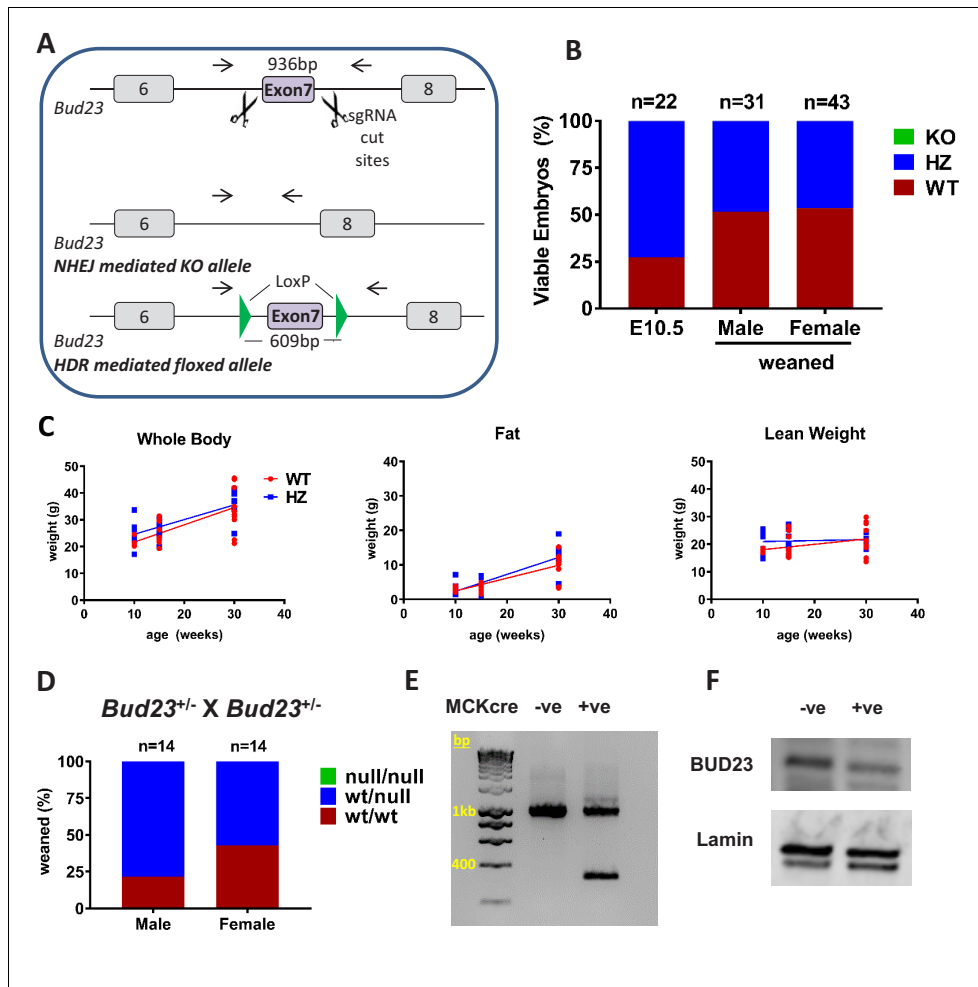 A
936bp
6
Exon7
8
Bud23
sgRNA
cut
sites
6
8
Bud23
NHEJ mediated KO allele
LoxP
6
Exon7
8
Bud23
609bp
HDR mediated floxed allele
B
n=22 n=31 n=43
Viable Embryos (%)
100
75
50
25
0
E10.5 Male Female
weaned
KO
HZ
WT
C
Whole Body
weight (g)
50
40
30
20
10
0
0 10 20 30 40
age (weeks)
WT
HZ
Fat
weight (g)
40
30
20
10
0
0 10 20 30 40
age (weeks)
Lean Weight
weight (g)
50
40
30
20
10
0
0 10 20 30 40
age (weeks)
D
Bud23+/- X Bud23+/-
n=14 n=14
weaned (%)
100
75
50
25
0
Male Female
null/null
wt/null
wt/wt
E
MCKcre -ve +ve
bp
1kb
400
F
-ve +ve
BUD23
Lamin